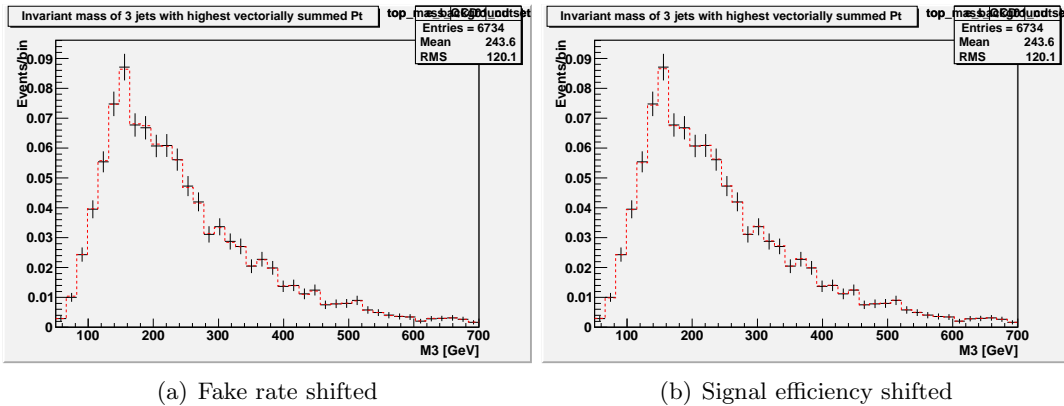 Invariant mass of 3 jets with highest vectorially summed Pt
Entries = 6734
Mean 243.6
RMS 120.1
Events/bin
0.09
0.08
0.07
0.06
0.05
0.04
0.03
0.02
0.01
0
100 200 300 400 500 600 700
M3 [GeV]
(a) Fake rate shifted
Invariant mass of 3 jets with highest vectorially summed Pt
Entries = 6734
Mean 243.6
RMS 120.1
Events/bin
0.09
0.08
0.07
0.06
0.05
0.04
0.03
0.02
0.01
0
100 200 300 400 500 600 700
M3 [GeV]
(b) Signal efficiency shifted